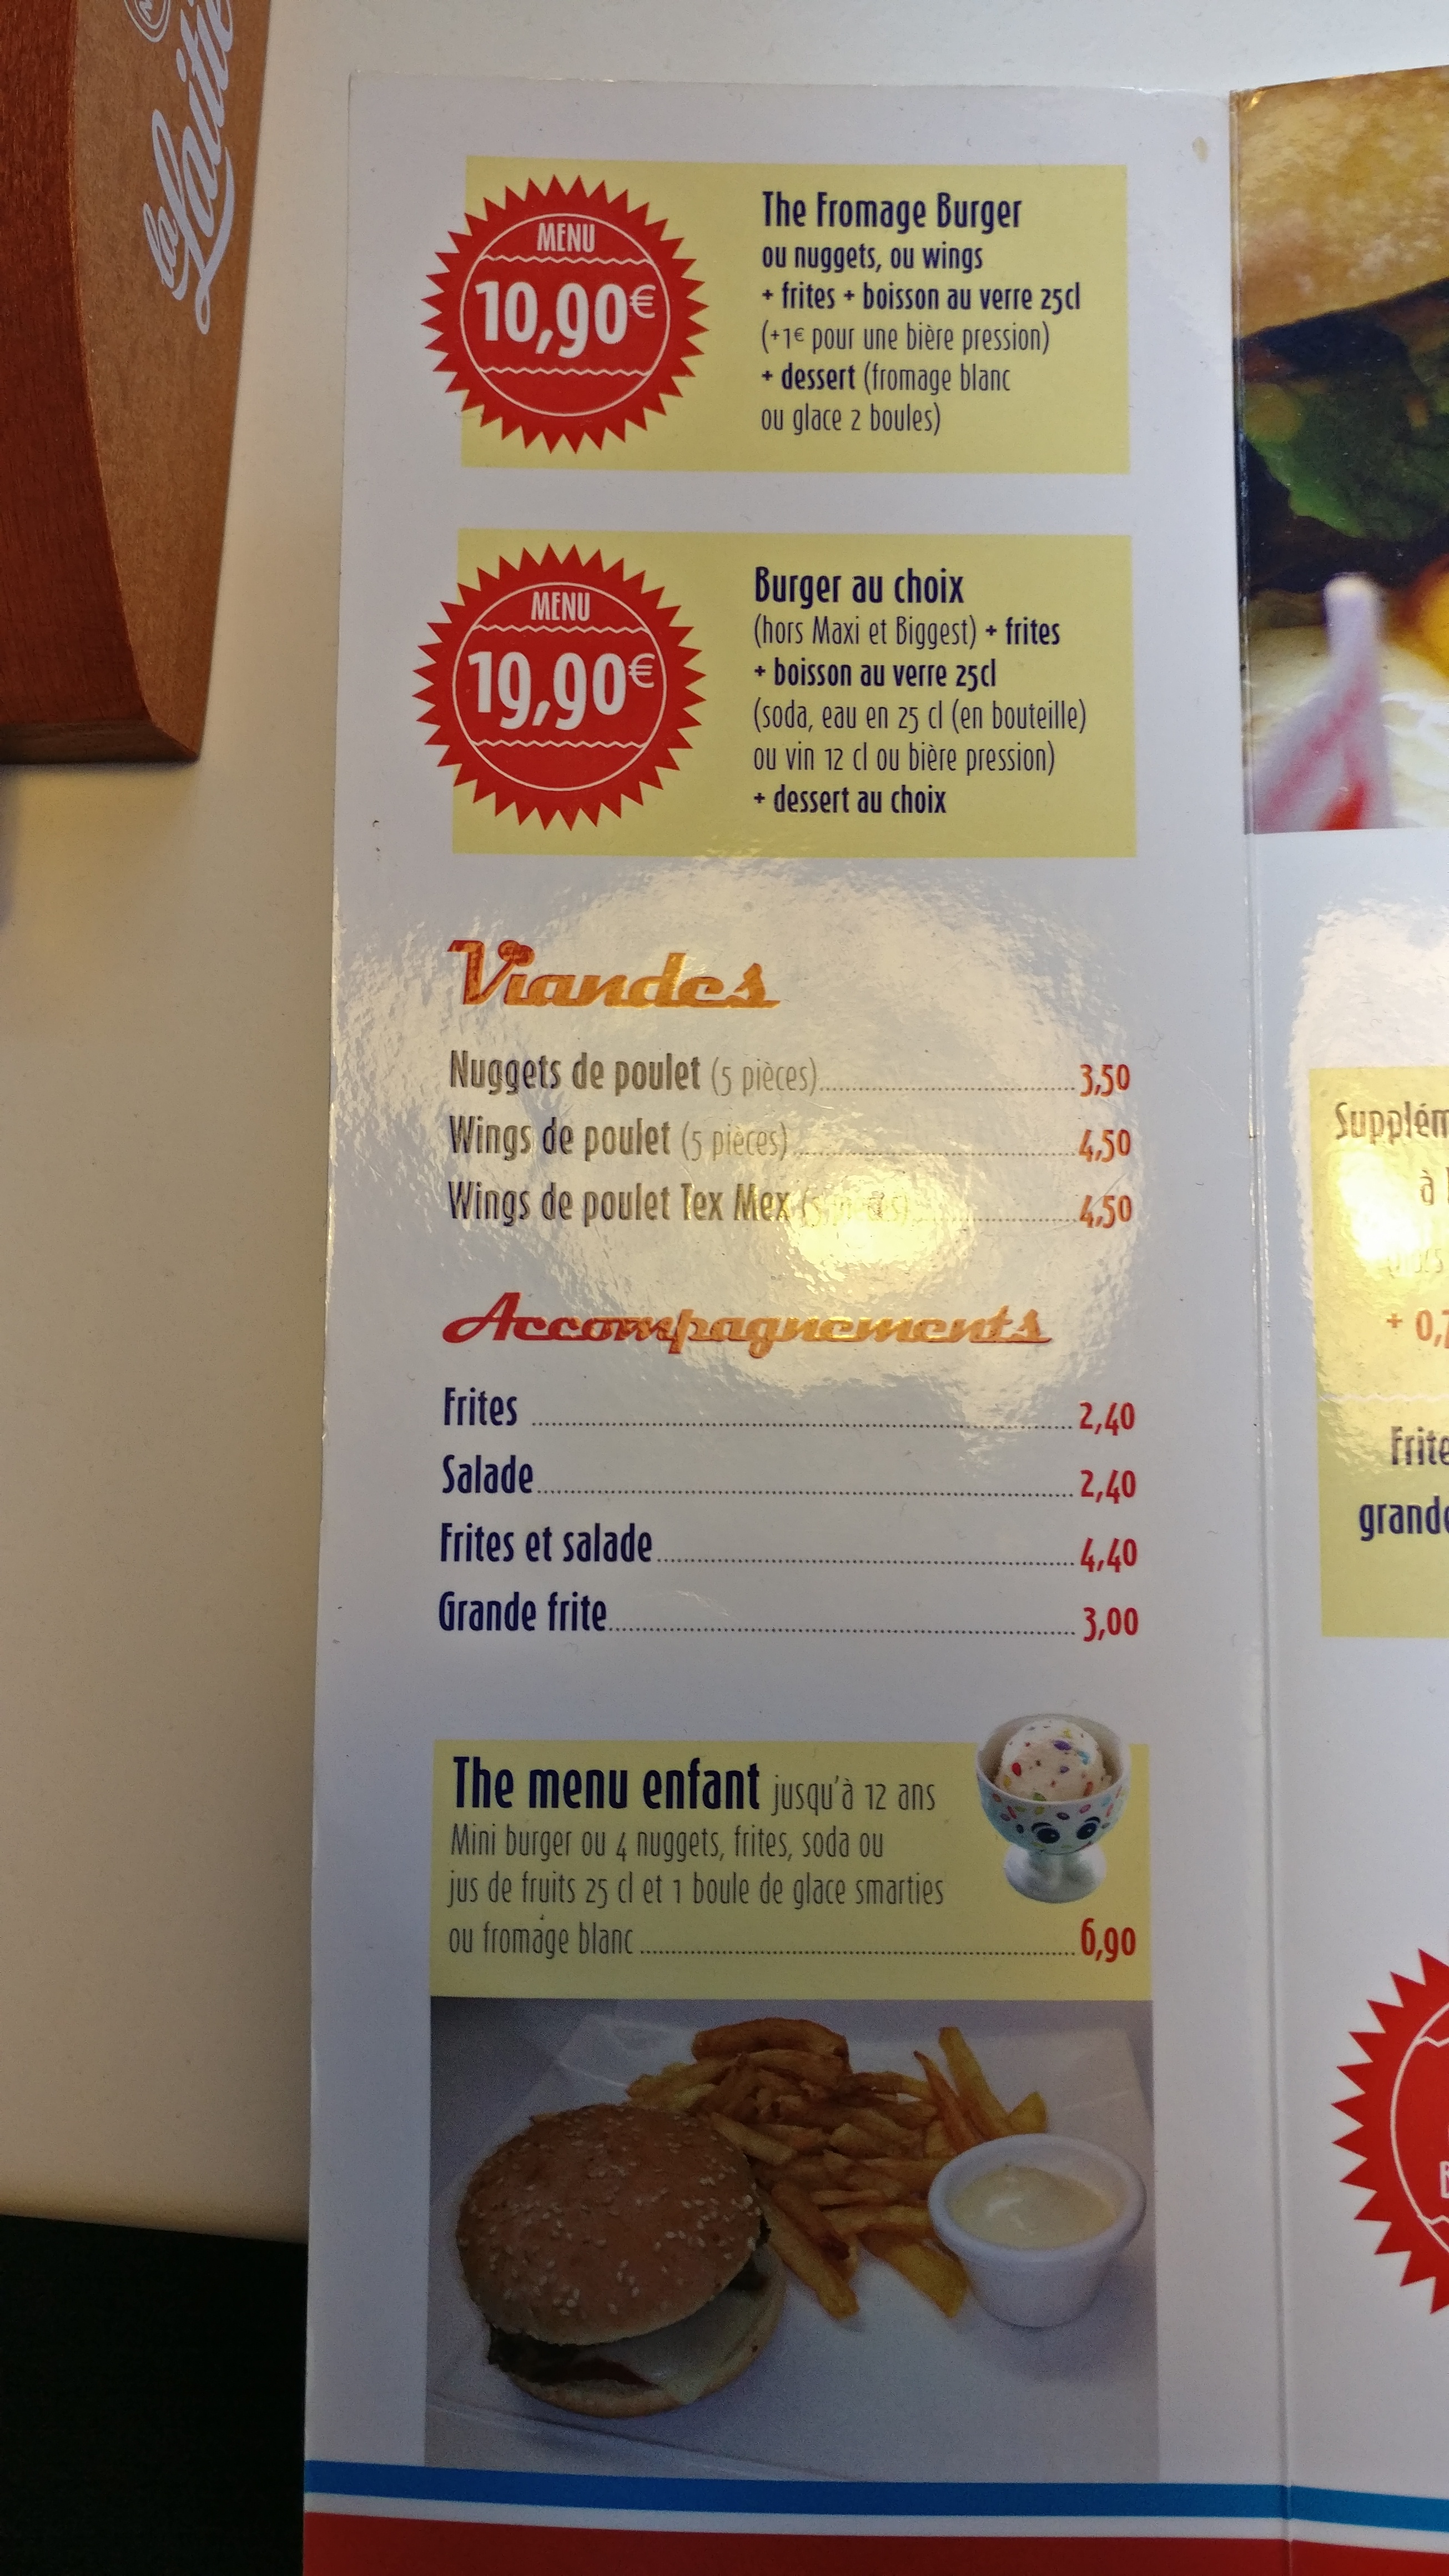 la Laitiè
MENU
10,90€
The Fromage Burger
ou nuggets, ou wings
+ frites + boisson au verre 25cl
(+1€ pour une bière pression)
+ dessert (fromage blanc
ou glace 2 boules)
MENU
19,90€
Burger au choix
(hors Maxi et Biggest) + frites
+ boisson au verre 25cl
(soda, eau en 25 cl (en bouteille)
ou vin 12 cl ou bière pression)
+ dessert au choix
Viandes
Nuggets de poulet (5 pièces) 3,50
Wings de poulet (5 pièces) 4,50
Wings de poulet Tex Mex 4,50
Accompagnements
Frites 2,40
Salade 2,40
Frites et salade 4,40
Grande frite 3,00
The menu enfant jusqu'à 12 ans
Mini burger ou 4 nuggets, frites, soda ou
jus de fruits 25 cl et 1 boule de glace smarties
ou fromage blanc 6,90
Supplém
à
+ 0,7
Frite
grande